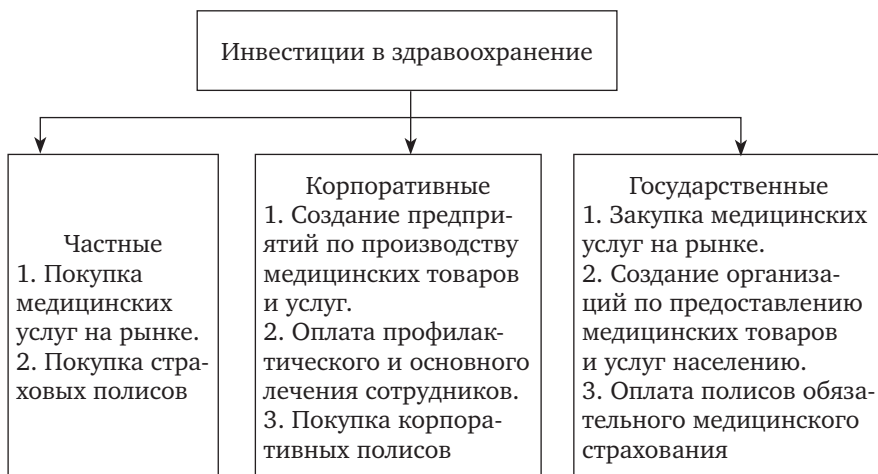 Инвестиции в здравоохранение
Частные
1. Покупка
медицинских
услуг на рынке.
2. Покупка стра-
ховых полисов
Корпоративные
1. Создание предпри-
ятий по производству
медицинских товаров
и услуг.
2. Оплата профилак-
тического и основного
лечения сотрудников.
3. Покупка корпора-
тивных полисов
Государственные
1. Закупка медицинских
услуг на рынке.
2. Создание организа-
ций по предоставлению
медицинских товаров
и услуг населению.
3. Оплата полисов обяза-
тельного медицинского
страхования